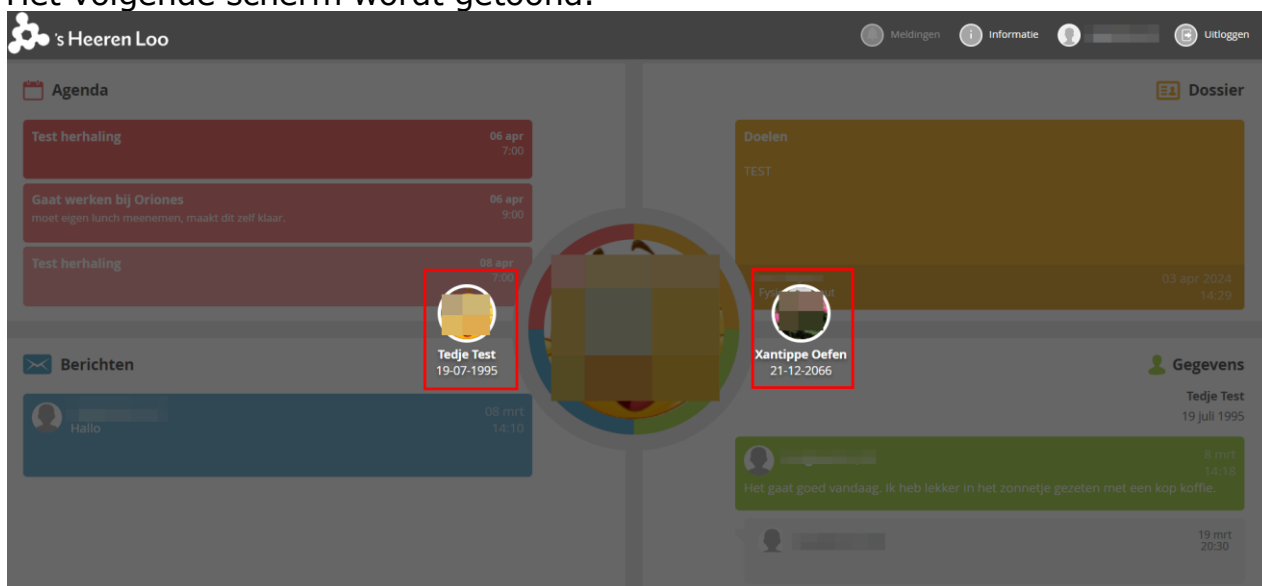 Het volgende scherm wordt getoond:
's Heeren Loo
Meldingen
Informatie
Uitloggen
Agenda
Test herhaling
06 apr
7:00
Gaat werken bij Oriones
06 apr
moet eigen lunch meenemen, maakt dit zelf klaar.
9:00
Test herhaling
08 apr
7:00
Tedje Test
19-07-1995
Berichten
08 mrt
Hallo
14:10
Dossier
Doelen
TEST
03 apr 2024
14:29
Xantippe Oefen
21-12-2066
Gegevens
Tedje Test
19 juli 1995
8 mrt
14:18
Het gaat goed vandaag. Ik heb lekker in het zonnetje gezeten met een kop koffie.
19 mrt
20:30